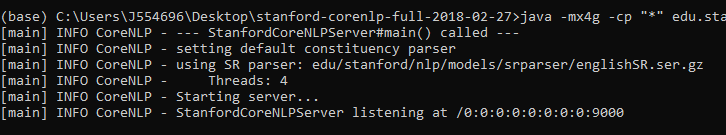 (base) C:\Users\J554696\Desktop\stanford-corenlp-full-2018-02-27>java -mx4g -cp "*" edu.sta
[main] INFO CoreNLP - --- StanfordCoreNLPServer#main() called ---
[main] INFO CoreNLP - setting default constituency parser
[main] INFO CoreNLP - using SR parser: edu/stanford/nlp/models/srparser/englishSR.ser.gz
[main] INFO CoreNLP -     Threads: 4
[main] INFO CoreNLP - Starting server...
[main] INFO CoreNLP - StanfordCoreNLPServer listening at /0:0:0:0:0:0:0:0:9000